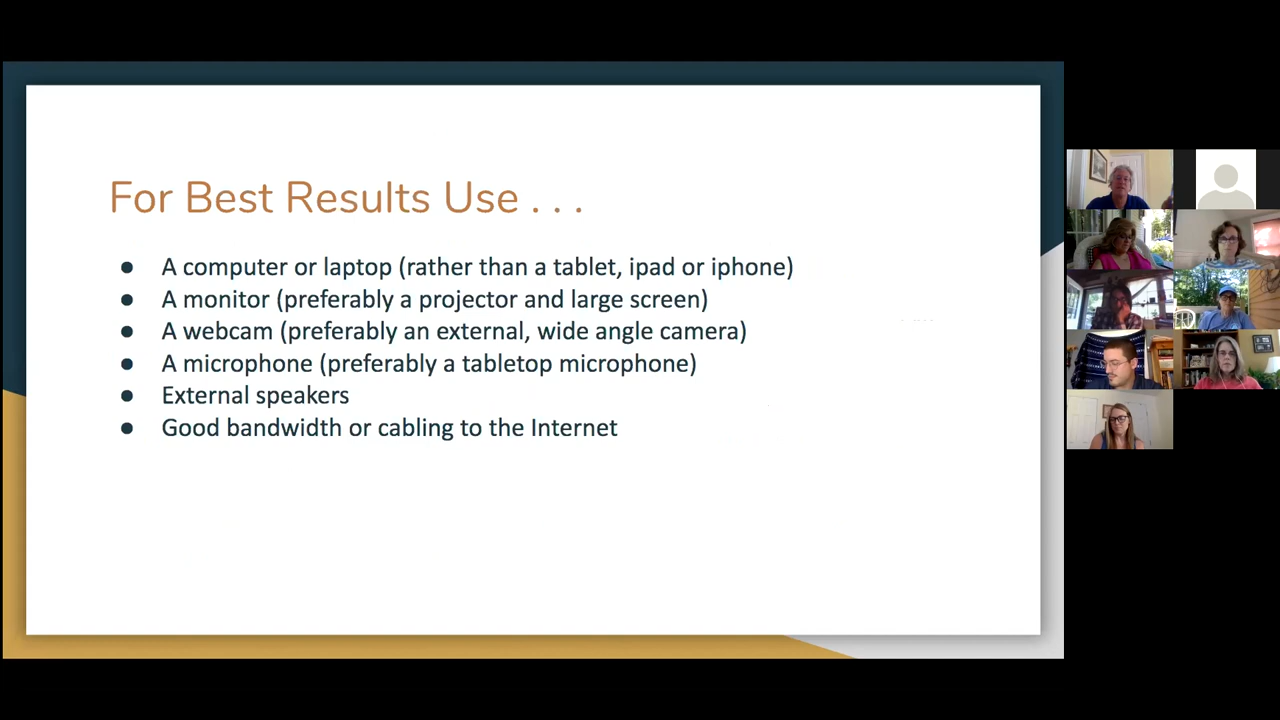 For Best Results Use . . .
● A computer or laptop (rather than a tablet, ipad or iphone)
● A monitor (preferably a projector and large screen)
● A webcam (preferably an external, wide angle camera)
● A microphone (preferably a tabletop microphone)
● External speakers
● Good bandwidth or cabling to the Internet